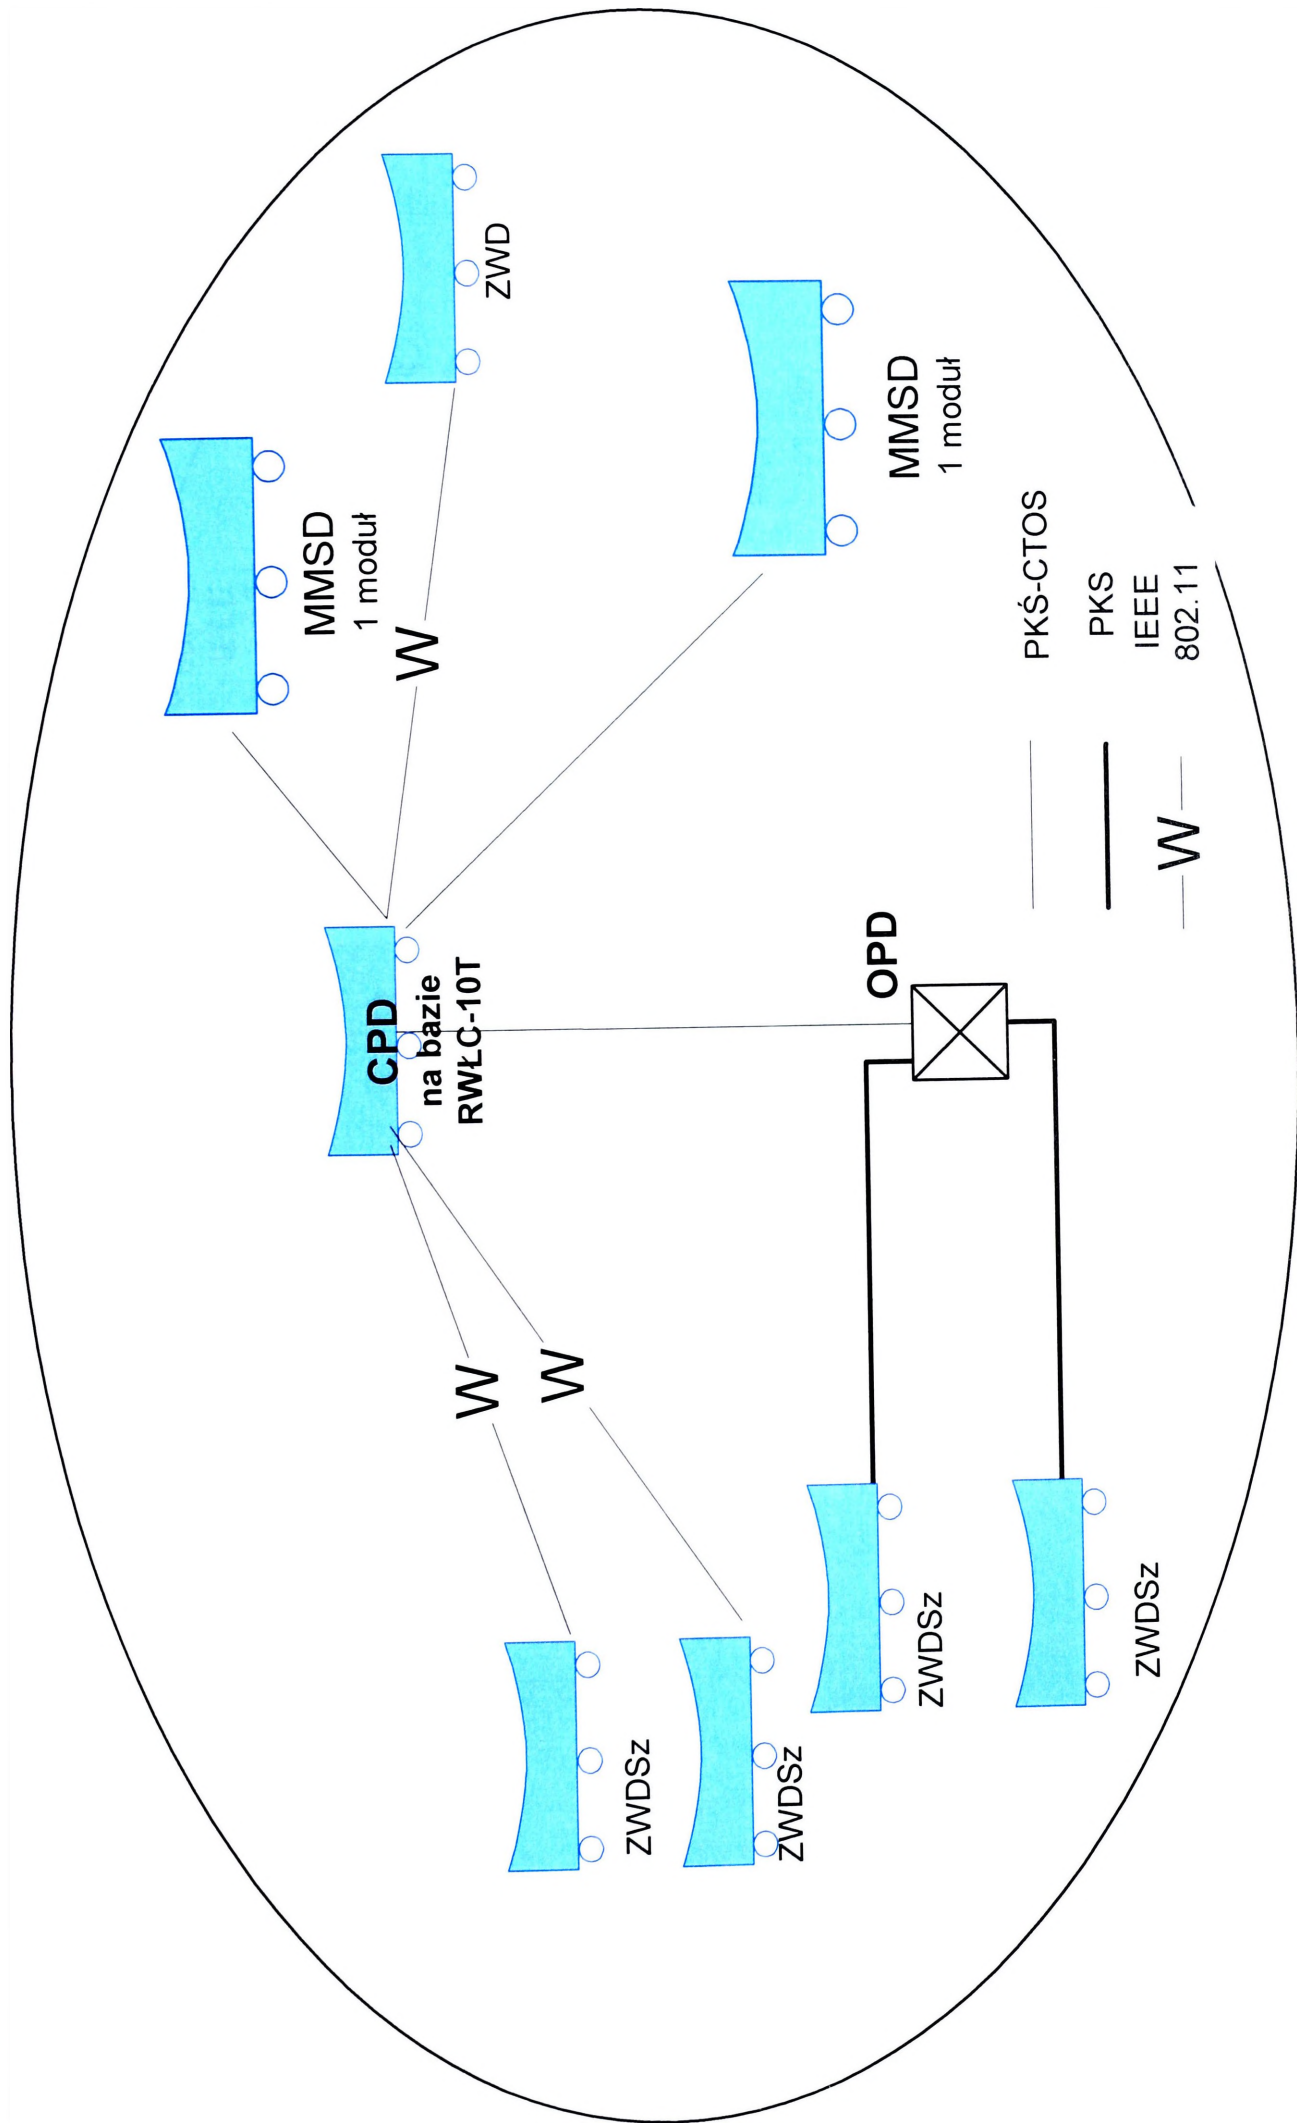 MMSD
1 moduł
CPD
na bazie
RWŁC-10T
W
ZWD
W
W
ZWDSz
ZWDSz
OPD
MMSD
1 moduł
ZWDSz
ZWDSz
PKŚ-CTOS
PKS
IEEE
W 802.11